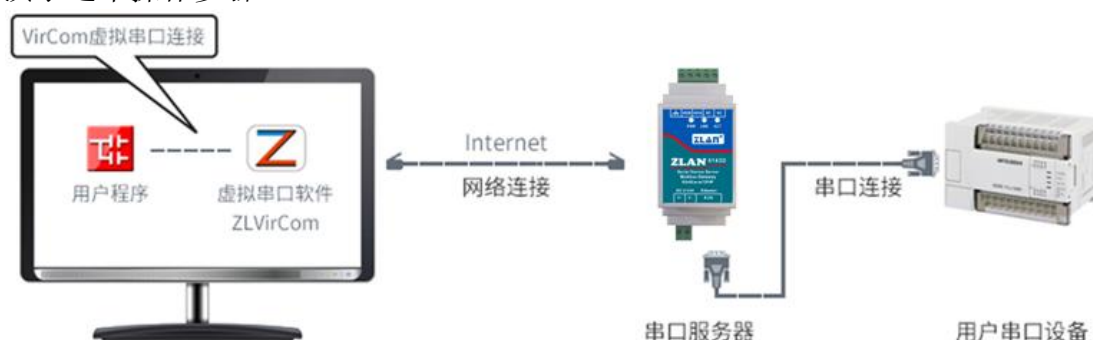 VirCom虚拟串口连接
用户程序
虚拟串口软件
ZLVirCom
Internet
网络连接
ZLAN
ZLAN
串口连接
串口服务器
用户串口设备